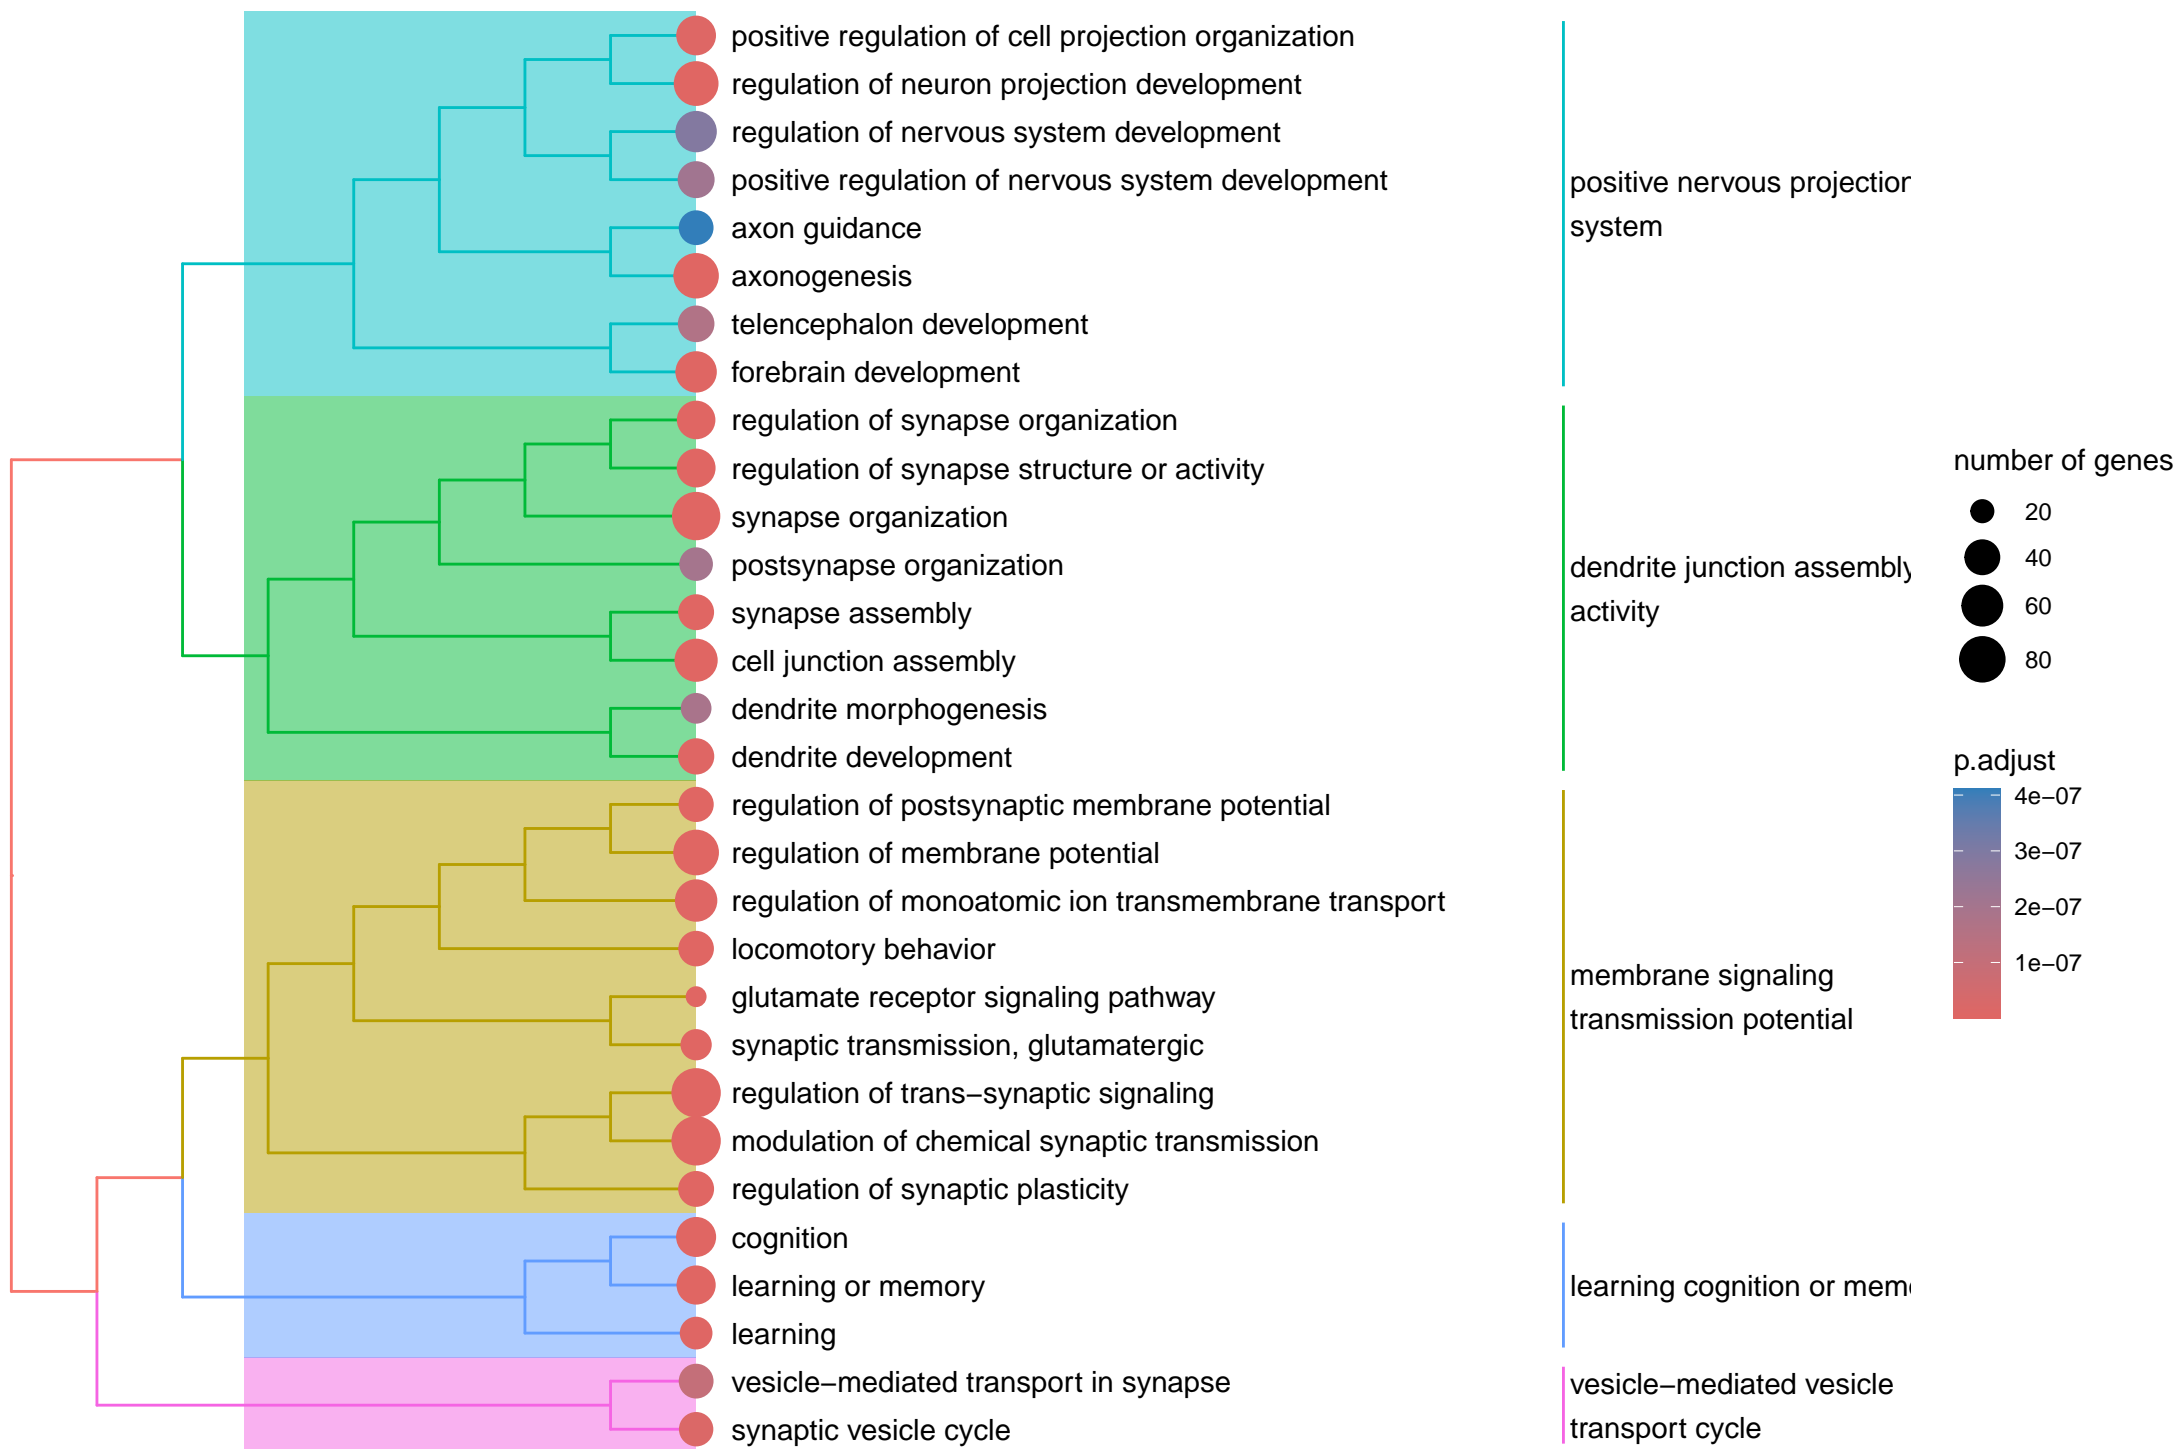 positive regulation of cell projection organization
regulation of neuron projection development
regulation of nervous system development
positive regulation of nervous system development
axon guidance
axonogenesis
telencephalon development
forebrain development
regulation of synapse organization
regulation of synapse structure or activity
synapse organization
postsynapse organization
synapse assembly
cell junction assembly
dendrite morphogenesis
dendrite development
regulation of postsynaptic membrane potential
regulation of membrane potential
regulation of monoatomic ion transmembrane transport
locomotory behavior
glutamate receptor signaling pathway
synaptic transmission, glutamatergic
regulation of trans−synaptic signaling
modulation of chemical synaptic transmission
regulation of synaptic plasticity
cognition
learning or memory
learning
vesicle−mediated transport in synapse
synaptic vesicle cycle
positive nervous projection
system
dendrite junction assembly
activity
membrane signaling
transmission potential
learning cognition or
vesicle−mediated vesicle
transport cycle
number of genes
20
40
60
80
p.adjust
4e−07
3e−07
2e−07
1e−07